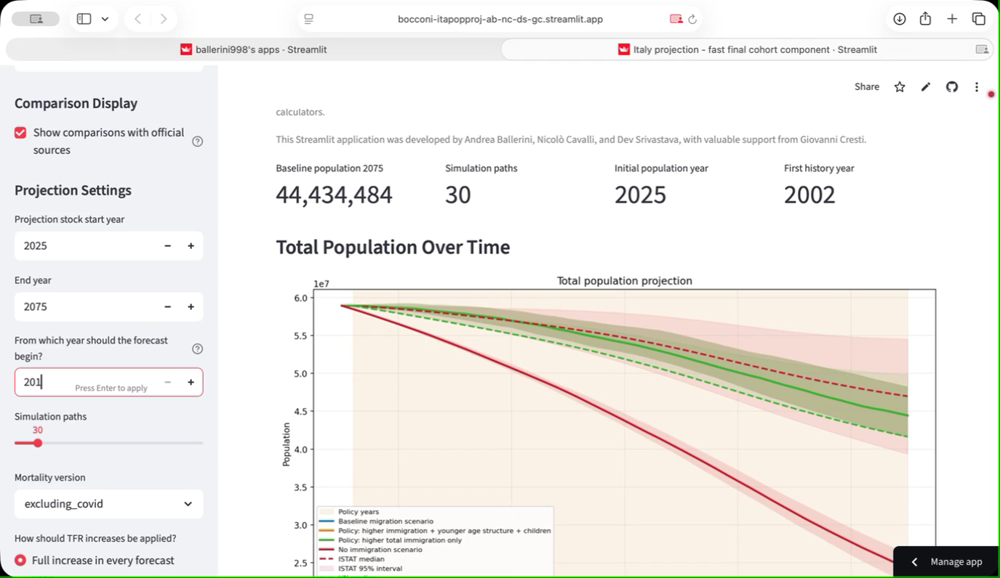 bocconi-itapopproj-ab-nc-ds-gc.streamlit.app
ballerini998's apps · Streamlit
Italy projection - fast final cohort component · Streamlit
Share
Comparison Display
Show comparisons with official
sources
Projection Settings
Projection stock start year
2025
End year
2075
From which year should the forecast
begin?
201
Press Enter to apply
Simulation paths
30
Mortality version
excluding_covid
How should TFR increases be applied?
Full increase in every forecast
calculators.
This Streamlit application was developed by Andrea Ballerini, Nicolò Cavalli, and Dev Srivastava, with valuable support from Giovanni Cresti.
Baseline population 2075
44,434,484
Simulation paths
30
Initial population year
2025
First history year
2002
Total Population Over Time
Total population projection
1e7
6.0
5.5
5.0
4.5
4.0
3.5
3.0
2.5
Population
Policy years
Baseline migration scenario
Policy: higher immigration + younger age structure + children
Policy: higher total immigration only
No immigration scenario
ISTAT median
ISTAT 95% interval
Manage app